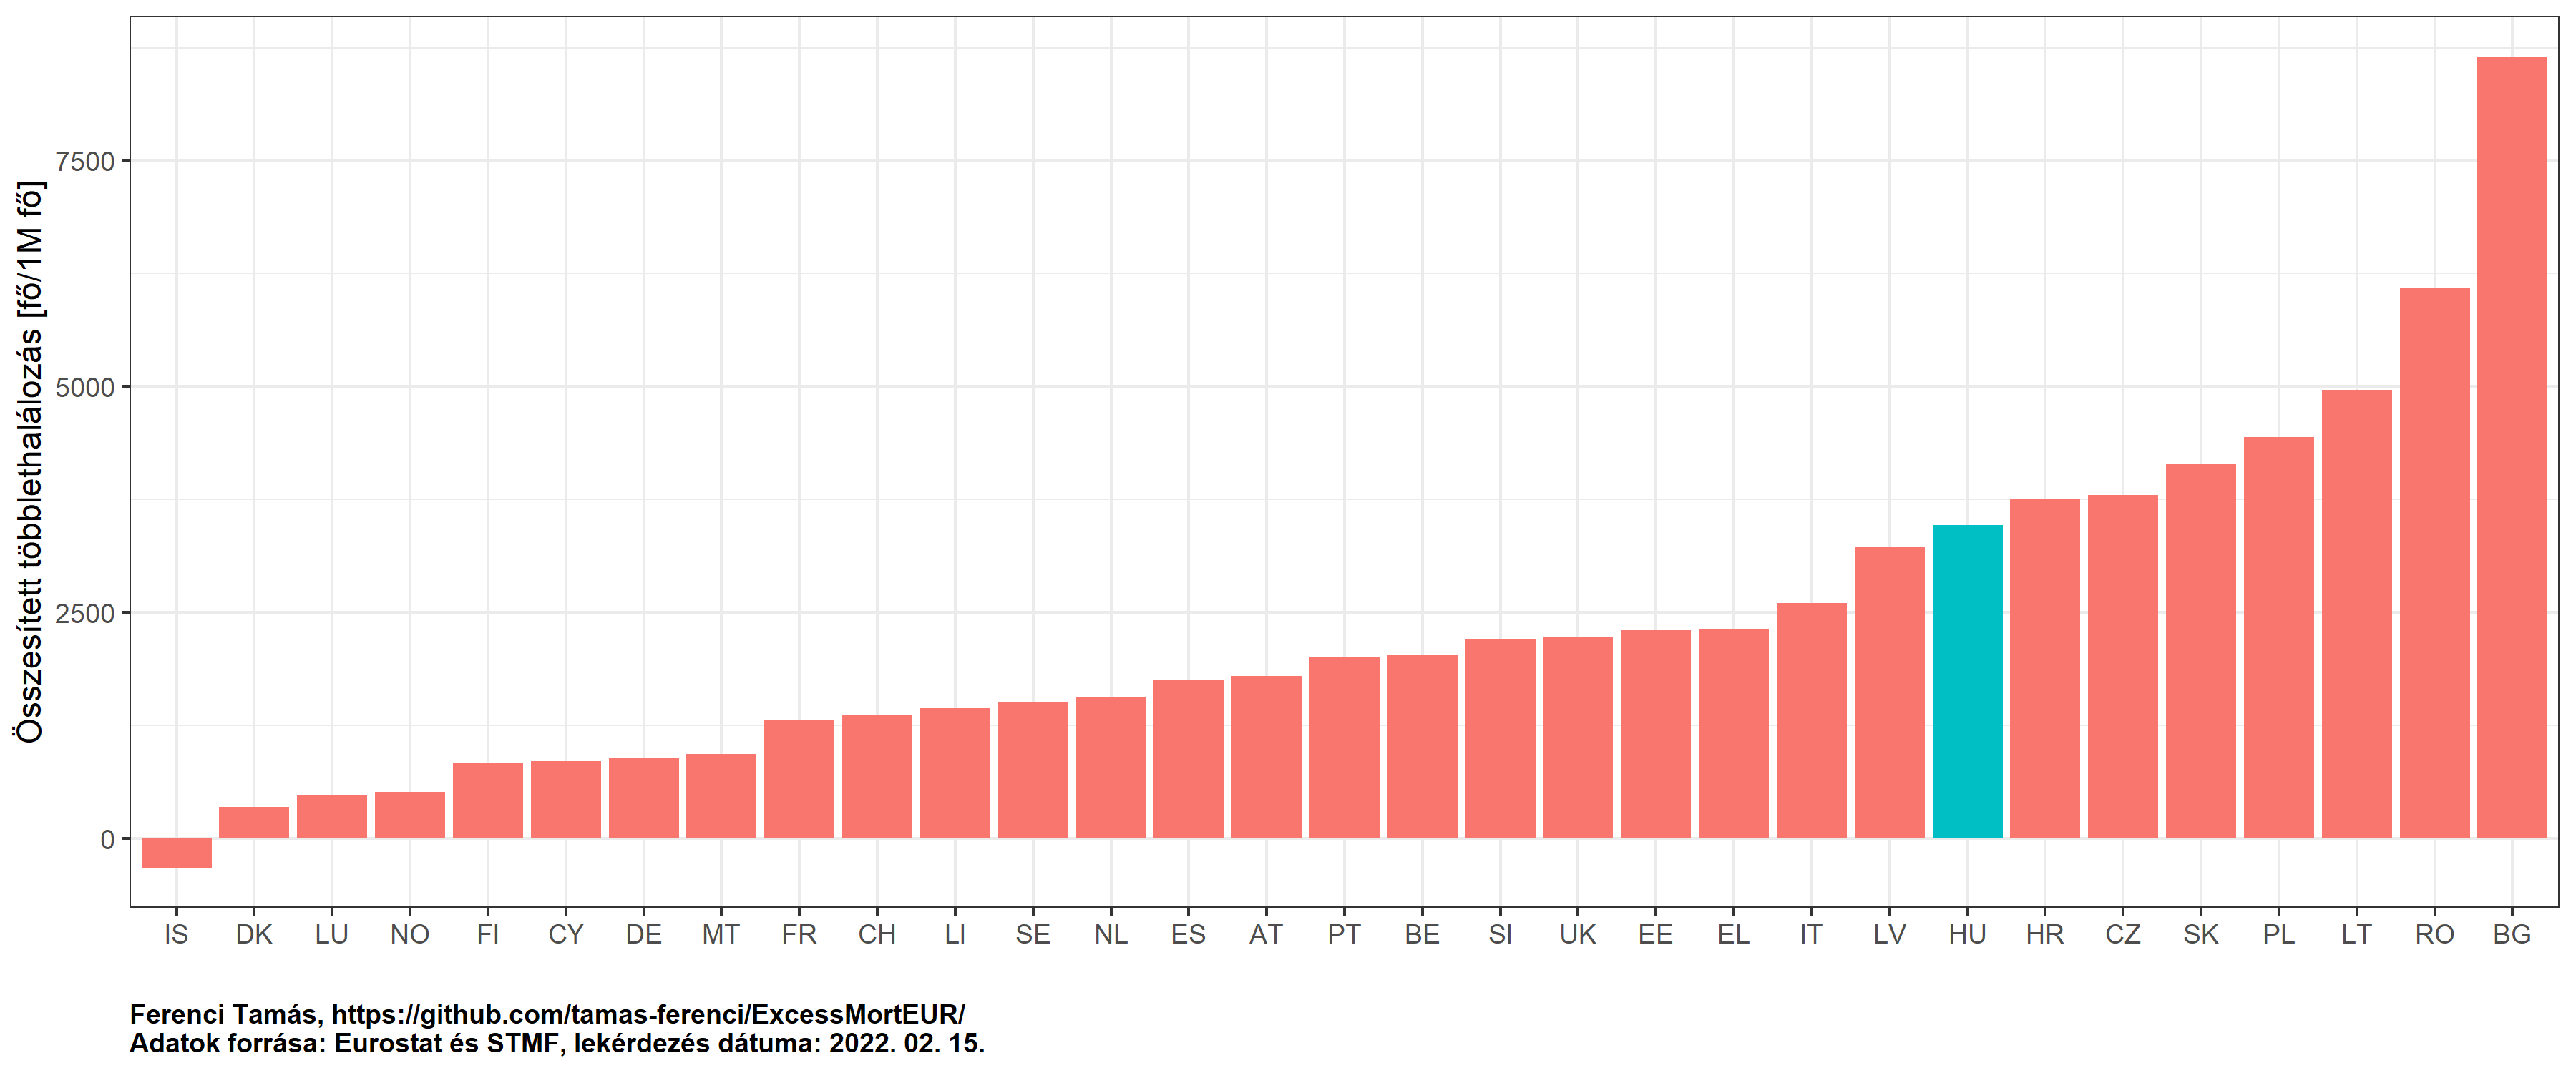 Összesített többlethalálozás [fő/1M fő]
7500
5000
2500
0
IS DK LU NO FI CY DE MT FR CH LI SE NL ES AT PT BE SI UK EE EL IT LV HU HR CZ SK PL LT RO BG
Ferenci Tamás, https://github.com/tamas-ferenci/ExcessMortEUR/
Adatok forrása: Eurostat és STMF, lekérdezés dátuma: 2022. 02. 15.